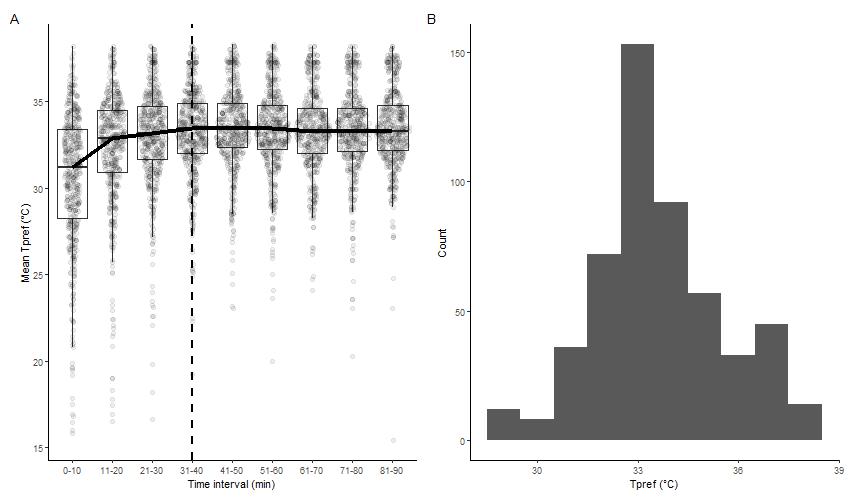 A
B
Mean Tpref (°C)
35
30
25
20
15
0-10 11-20 21-30 31-40 41-50 51-60 61-70 71-80 81-90
Time interval (min)
Count
150
100
50
0
30 33 36 39
Tpref (°C)